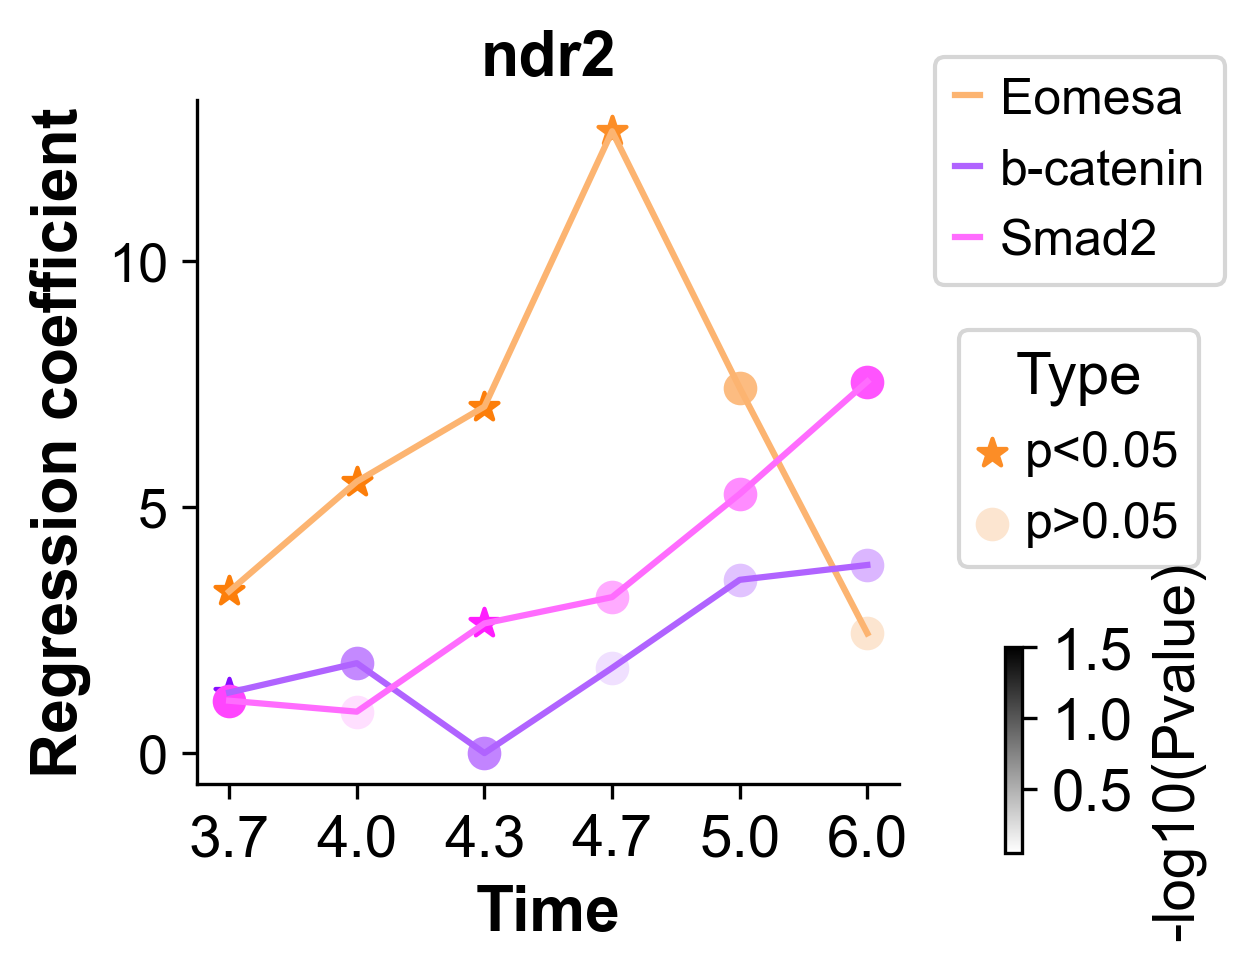 ndr2
Regression coefficient
10
5
0
3.7 4.0 4.3 4.7 5.0 6.0
Time
Eomesa
b-catenin
Smad2
Type
p<0.05
p>0.05
1.5
1.0
0.5
-log10(Pvalue)